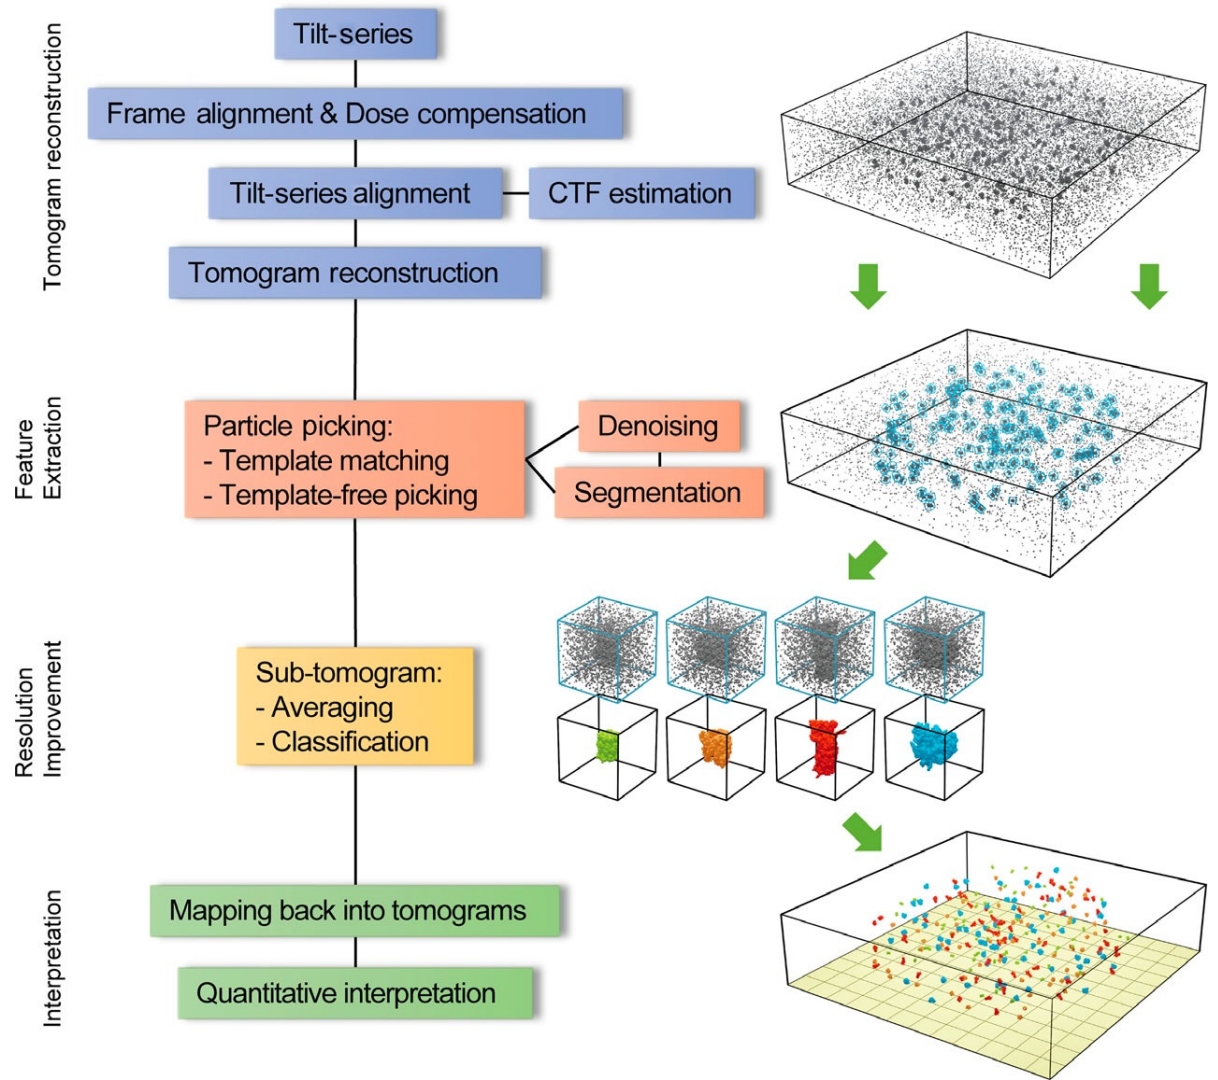 Tomogram reconstruction
Tilt-series
Frame alignment & Dose compensation
Tilt-series alignment
CTF estimation
Tomogram reconstruction
Feature
Extraction
Particle picking:
- Template matching
- Template-free picking
Denoising
Segmentation
Resolution
Improvement
Sub-tomogram:
- Averaging
- Classification
Interpretation
Mapping back into tomograms
Quantitative interpretation